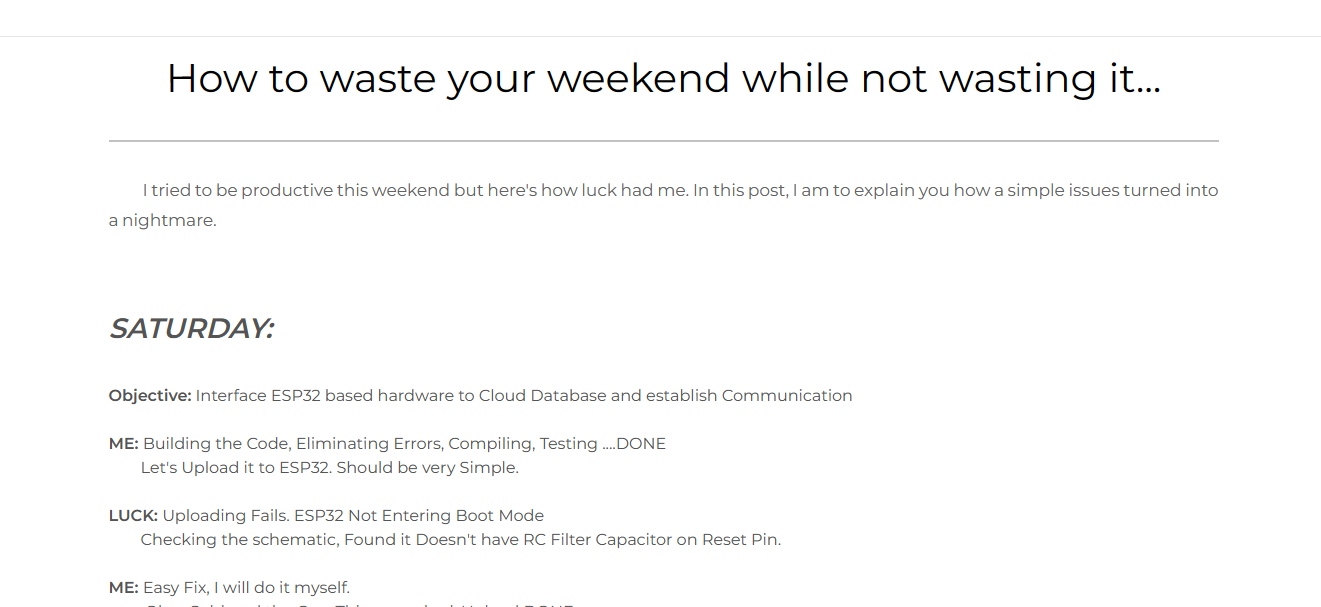 How to waste your weekend while not wasting it...
I tried to be productive this weekend but here's how luck had me. In this post, I am to explain you how a simple issues turned into
a nightmare.
SATURDAY:
Objective: Interface ESP32 based hardware to Cloud Database and establish Communication
ME: Building the Code, Eliminating Errors, Compiling, Testing ....DONE
Let's Upload it to ESP32. Should be very Simple.
LUCK: Uploading Fails. ESP32 Not Entering Boot Mode
Checking the schematic, Found it Doesn't have RC Filter Capacitor on Reset Pin.
ME: Easy Fix, I will do it myself.